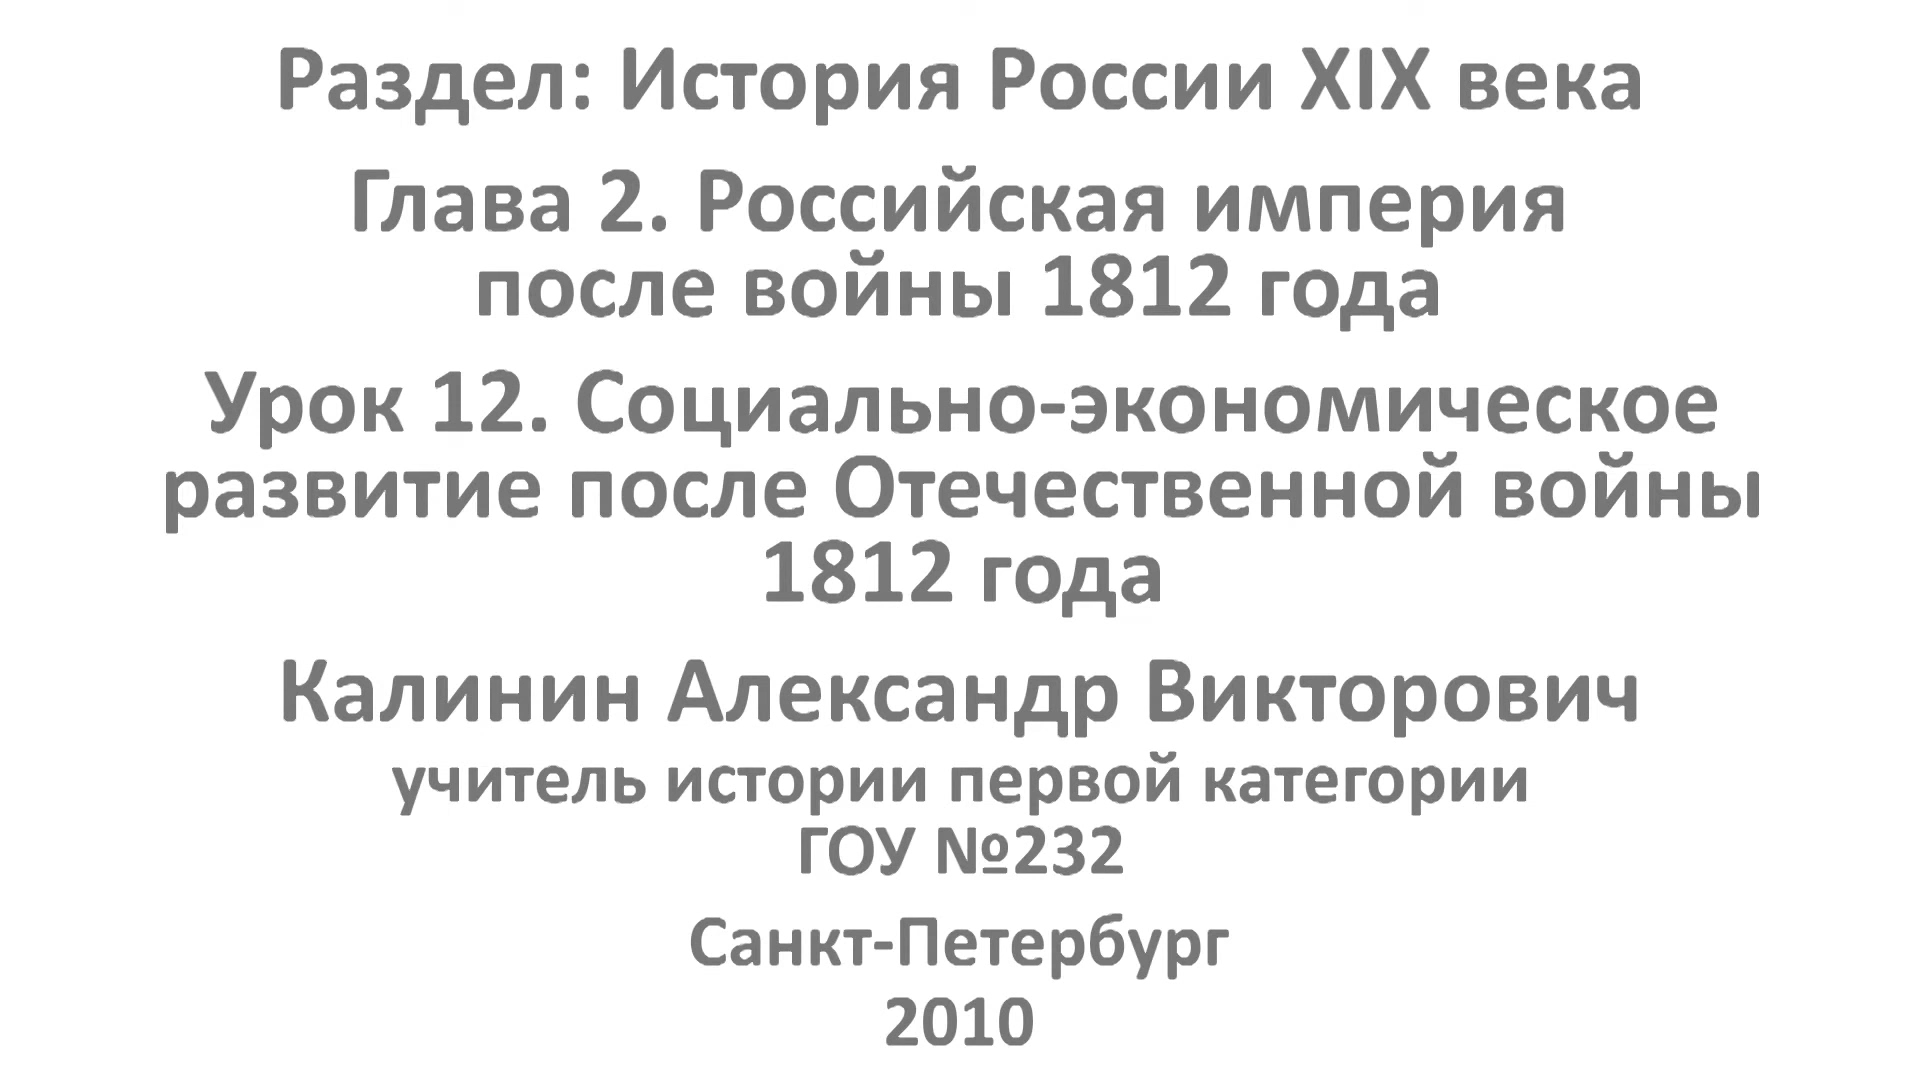 Раздел: История России XIX века
Глава 2. Российская империя
после войны 1812 года
Урок 12. Социально-экономическое
развитие после Отечественной войны
1812 года
Калинин Александр Викторович
учитель истории первой категории
ГОУ №232
Санкт-Петербург
2010